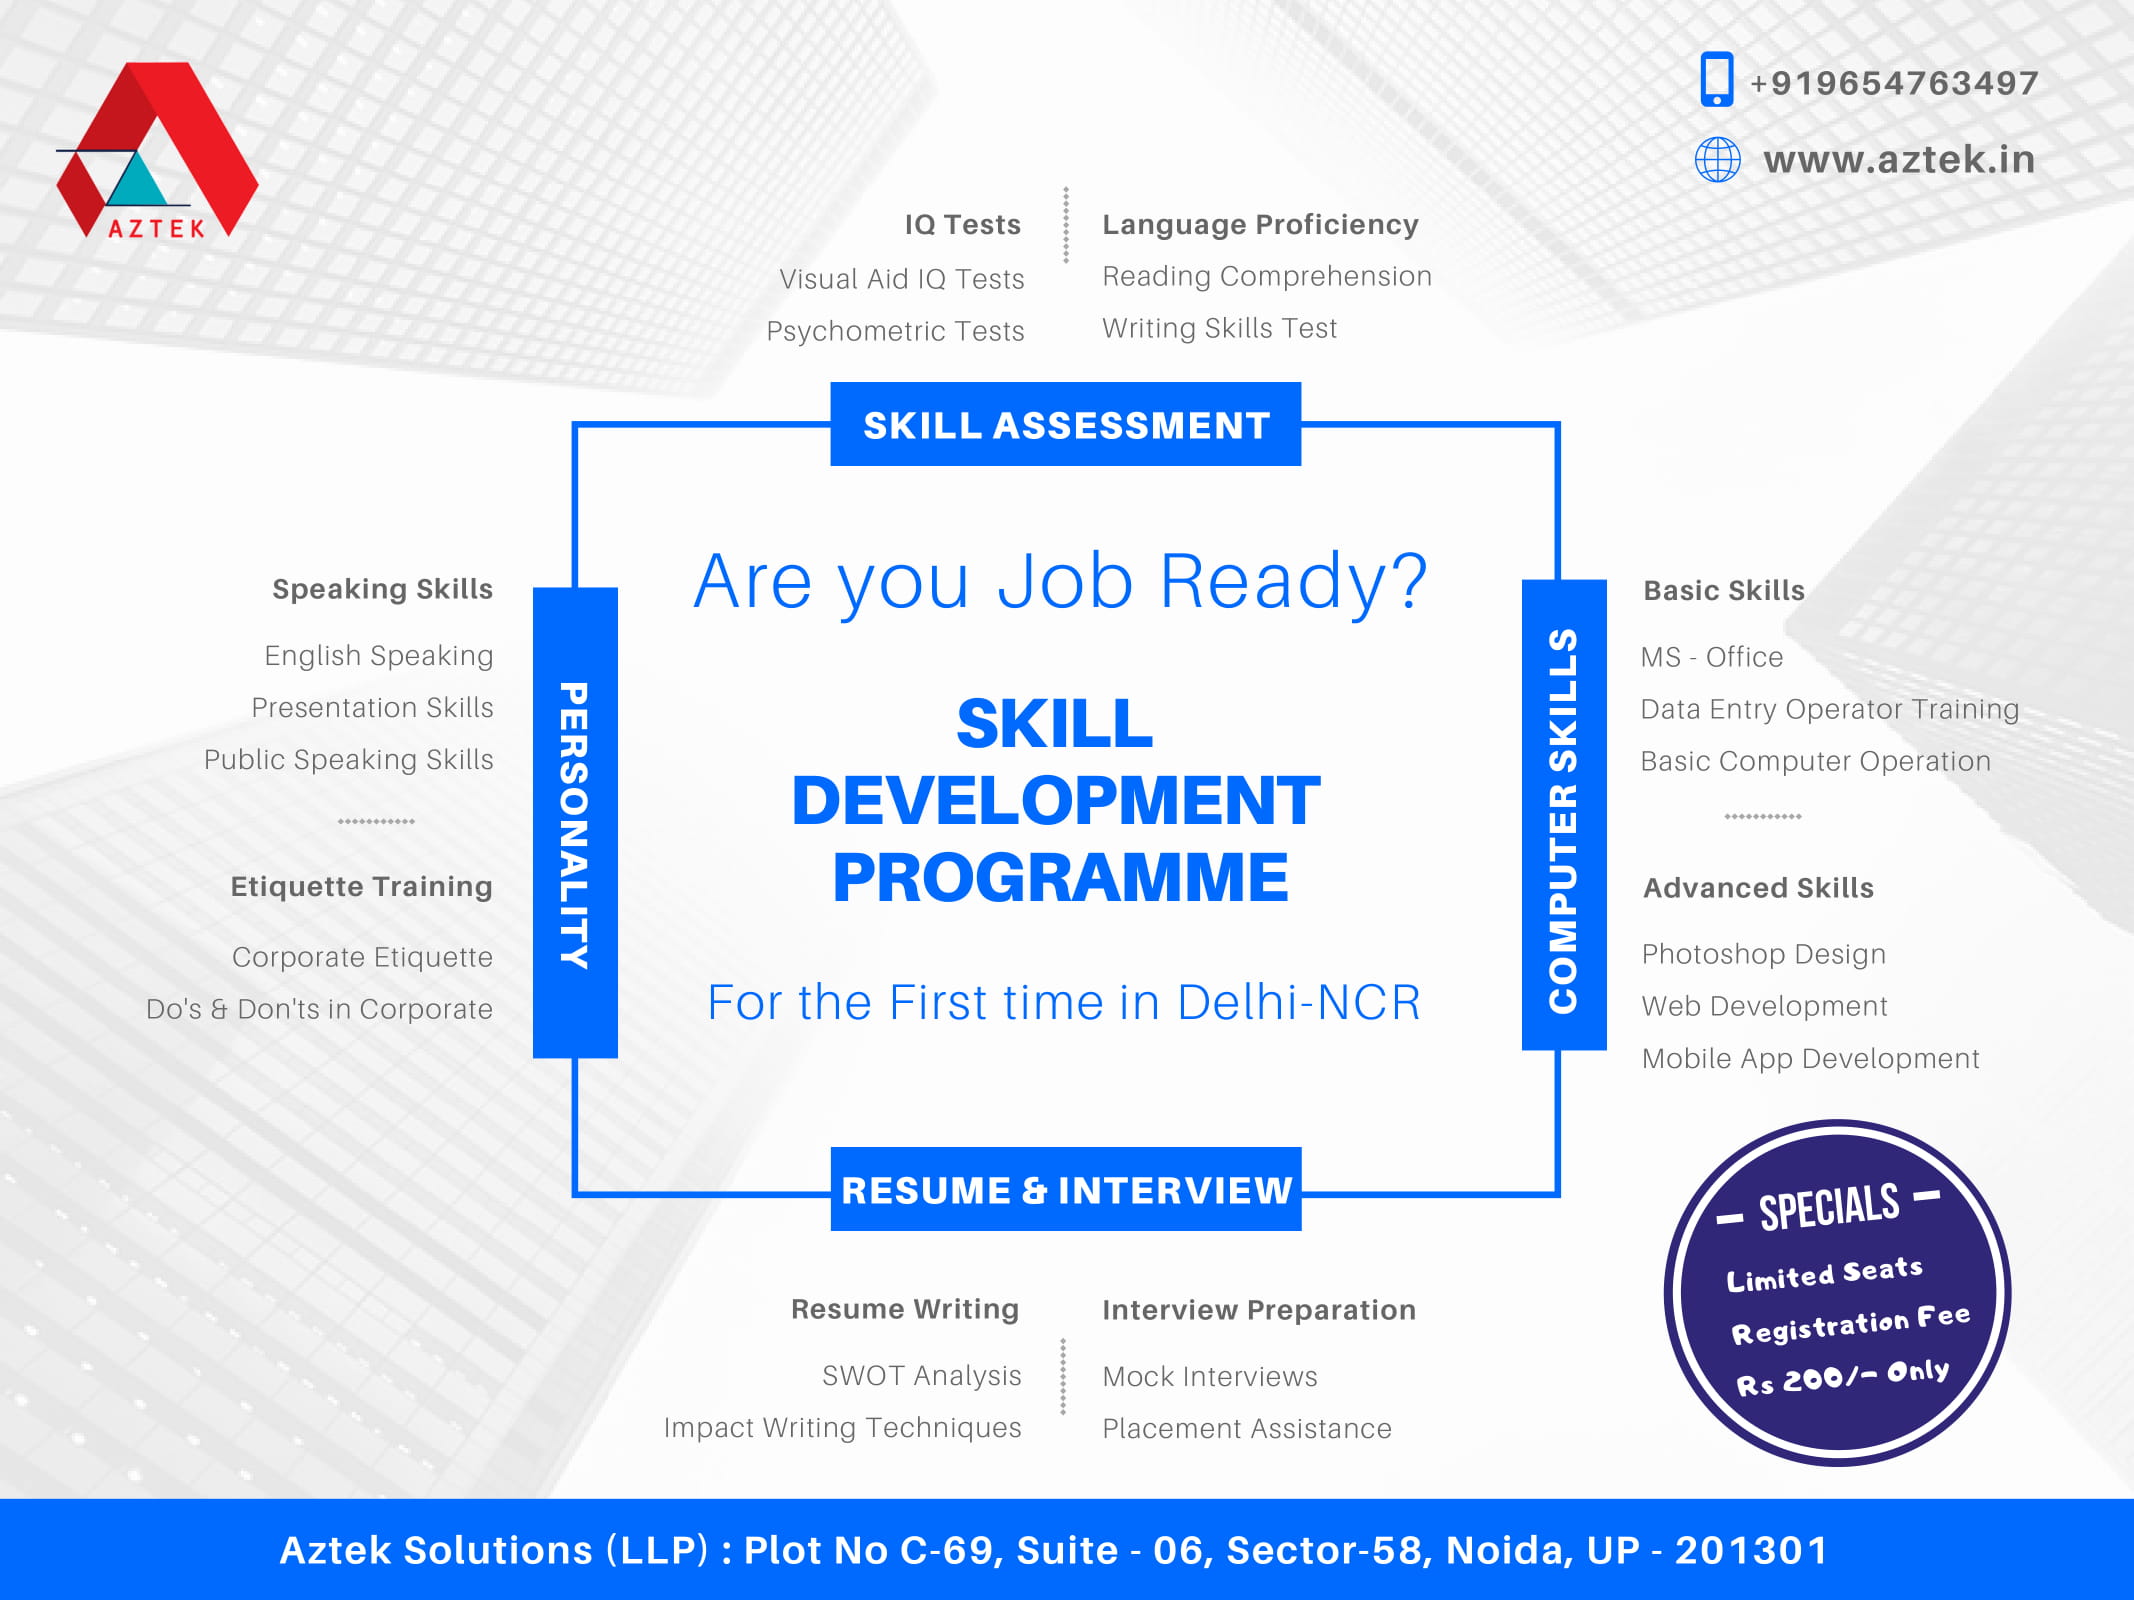 AZTEK
+919654763497
www.aztek.in
IQ Tests
Visual Aid IQ Tests
Psychometric Tests
Language Proficiency
Reading Comprehension
Writing Skills Test
SKILL ASSESSMENT
Speaking Skills
English Speaking
Presentation Skills
Public Speaking Skills
Etiquette Training
Corporate Etiquette
Do's & Don'ts in Corporate
PERSONALITY
Are you Job Ready?
SKILL
DEVELOPMENT
PROGRAMME
For the First time in Delhi-NCR
COMPUTER SKILLS
Basic Skills
MS - Office
Data Entry Operator Training
Basic Computer Operation
Advanced Skills
Photoshop Design
Web Development
Mobile App Development
RESUME & INTERVIEW
Resume Writing
SWOT Analysis
Impact Writing Techniques
Interview Preparation
Mock Interviews
Placement Assistance
- SPECIALS -
Limited Seats
Registration Fee
Rs 200/- Only
Aztek Solutions (LLP) : Plot No C-69, Suite - 06, Sector-58, Noida, UP - 201301